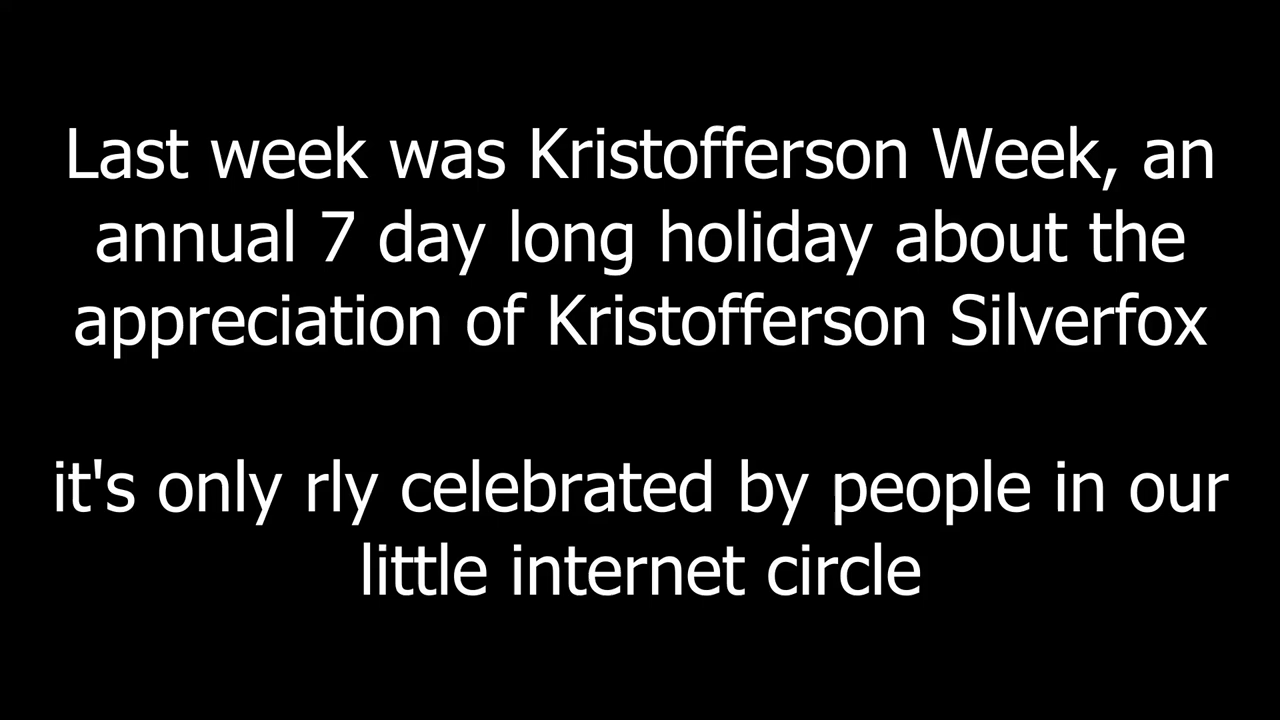 Last week was Kristofferson Week, an
annual 7 day long holiday about the
appreciation of Kristofferson Silverfox
it's only rly celebrated by people in our
little internet circle